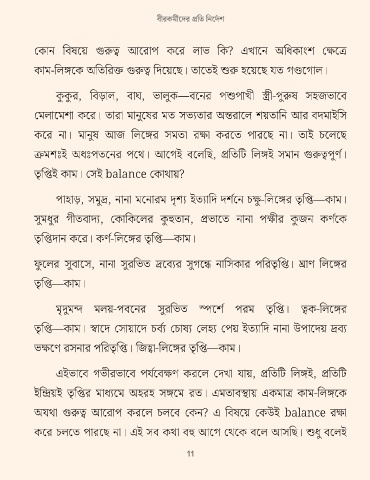 বীরকর্মীদের প্রতি নির্দেশ
কোন বিষয়ে গুরুত্ব আরোপ করে লাভ কি? এখানে অধিকাংশ ক্ষেত্রে
কাম-লিঙ্গকে অতিরিক্ত গুরুত্ব দিয়েছে। তাতেই শুরু হয়েছে যত গণ্ডগোল।
কুকুর, বিড়াল, বাঘ, ভালুক—বনের পশুপাখী স্ত্রী-পুরুষ সহজভাবে
মেলামেশা করে। তারা মানুষের মত সভ্যতার অন্তরালে শয়তানি আর বদমাইসি
করে না। মানুষ আজ লিঙ্গের সমতা রক্ষা করতে পারছে না। তাই চলেছে
ক্রমশঃই অধঃপতনের পথে। আগেই বলেছি, প্রতিটি লিঙ্গই সমান গুরুত্বপূর্ণ।
তৃপ্তিই কাম। সেই balance কোথায়?
পাহাড়, সমুদ্র, নানা মনোরম দৃশ্য ইত্যাদি দর্শনে চক্ষু-লিঙ্গের তৃপ্তি—কাম।
সুমধুর গীতবাদ্য, কোকিলের কুহুতান, প্রভাতে নানা পক্ষীর কুজন কর্ণকে
তৃপ্তিদান করে। কর্ণ-লিঙ্গের তৃপ্তি—কাম।
ফুলের সুবাসে, নানা সুরভিত দ্রব্যের সুগন্ধে নাসিকার পরিতৃপ্তি। ঘ্রাণ লিঙ্গের
তৃপ্তি—কাম।
মৃদুমন্দ মলয়-পবনের সুরভিত স্পর্শে পরম তৃপ্তি। ত্বক-লিঙ্গের
তৃপ্তি—কাম। স্বাদে সোয়াদে চর্ব্য চোষ্য লেহ্য পেয় ইত্যাদি নানা উপাদেয় দ্রব্য
ভক্ষণে রসনার পরিতৃপ্তি। জিহ্বা-লিঙ্গের তৃপ্তি—কাম।
এইভাবে গভীরভাবে পর্যবেক্ষণ করলে দেখা যায়, প্রতিটি লিঙ্গই, প্রতিটি
ইন্দ্রিয়ই তৃপ্তির মাধ্যমে অহরহ সঙ্গমে রত। এমতাবস্থায় একমাত্র কাম-লিঙ্গকে
অযথা গুরুত্ব আরোপ করলে চলবে কেন? এ বিষয়ে কেউই balance রক্ষা
করে চলতে পারছে না। এই সব কথা বহু আগে থেকে বলে আসছি। শুধু বলেই
11